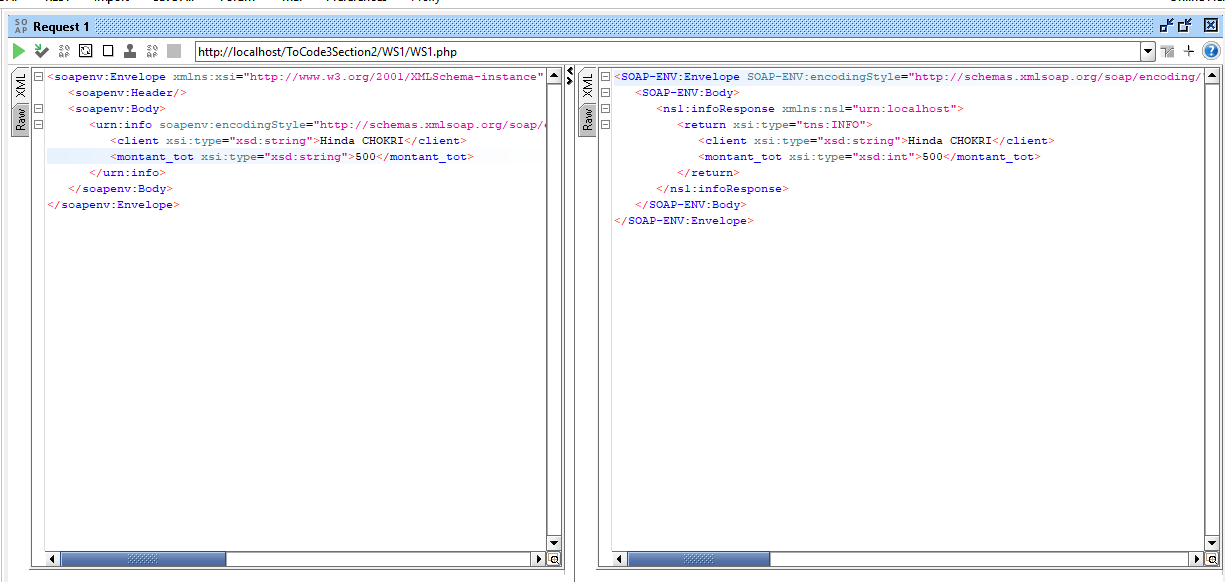 SO AP Request 1
http://localhost/ToCode3Section2/WS1/WS1.php
XML
Raw
<soapenv:Envelope xmlns:xsi="http://www.w3.org/2001/XMLSchema-instance"
<soapenv:Header/>
<soapenv:Body>
<urn:info soapenv:encodingStyle="http://schemas.xmlsoap.org/soap/
<client xsi:type="xsd:string">Hinda CHOKRI</client>
<montant_tot xsi:type="xsd:string">500</montant_tot>
</urn:info>
</soapenv:Body>
</soapenv:Envelope>
XML
Raw
<SOAP-ENV:Envelope SOAP-ENV:encodingStyle="http://schemas.xmlsoap.org/soap/encoding/
<SOAP-ENV:Body>
<ns1:infoResponse xmlns:ns1="urn:localhost">
<return xsi:type="tns:INFO">
<client xsi:type="xsd:string">Hinda CHOKRI</client>
<montant_tot xsi:type="xsd:int">500</montant_tot>
</return>
</ns1:infoResponse>
</SOAP-ENV:Body>
</SOAP-ENV:Envelope>